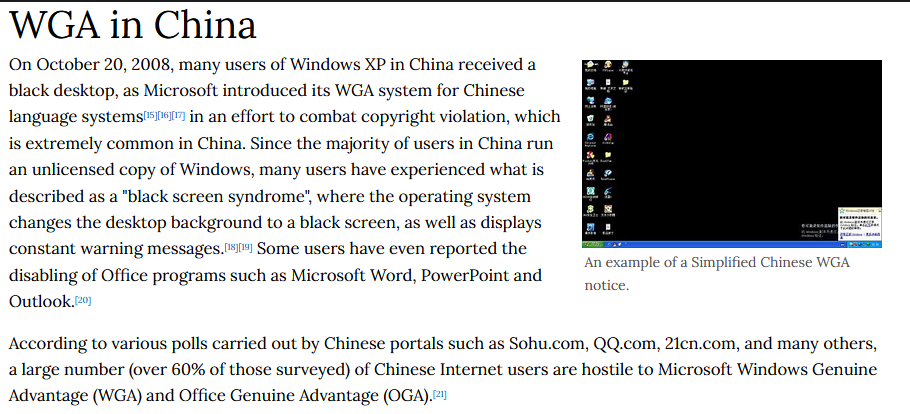 WGA in China
On October 20, 2008, many users of Windows XP in China received a
black desktop, as Microsoft introduced its WGA system for Chinese
language systems[15][16][17] in an effort to combat copyright violation, which
is extremely common in China. Since the majority of users in China run
an unlicensed copy of Windows, many users have experienced what is
described as a "black screen syndrome", where the operating system
changes the desktop background to a black screen, as well as displays
constant warning messages.[18][19] Some users have even reported the
disabling of Office programs such as Microsoft Word, PowerPoint and
Outlook.[20]
An example of a Simplified Chinese WGA
notice.
According to various polls carried out by Chinese portals such as Sohu.com, QQ.com, 21cn.com, and many others,
a large number (over 60% of those surveyed) of Chinese Internet users are hostile to Microsoft Windows Genuine
Advantage (WGA) and Office Genuine Advantage (OGA).[21]